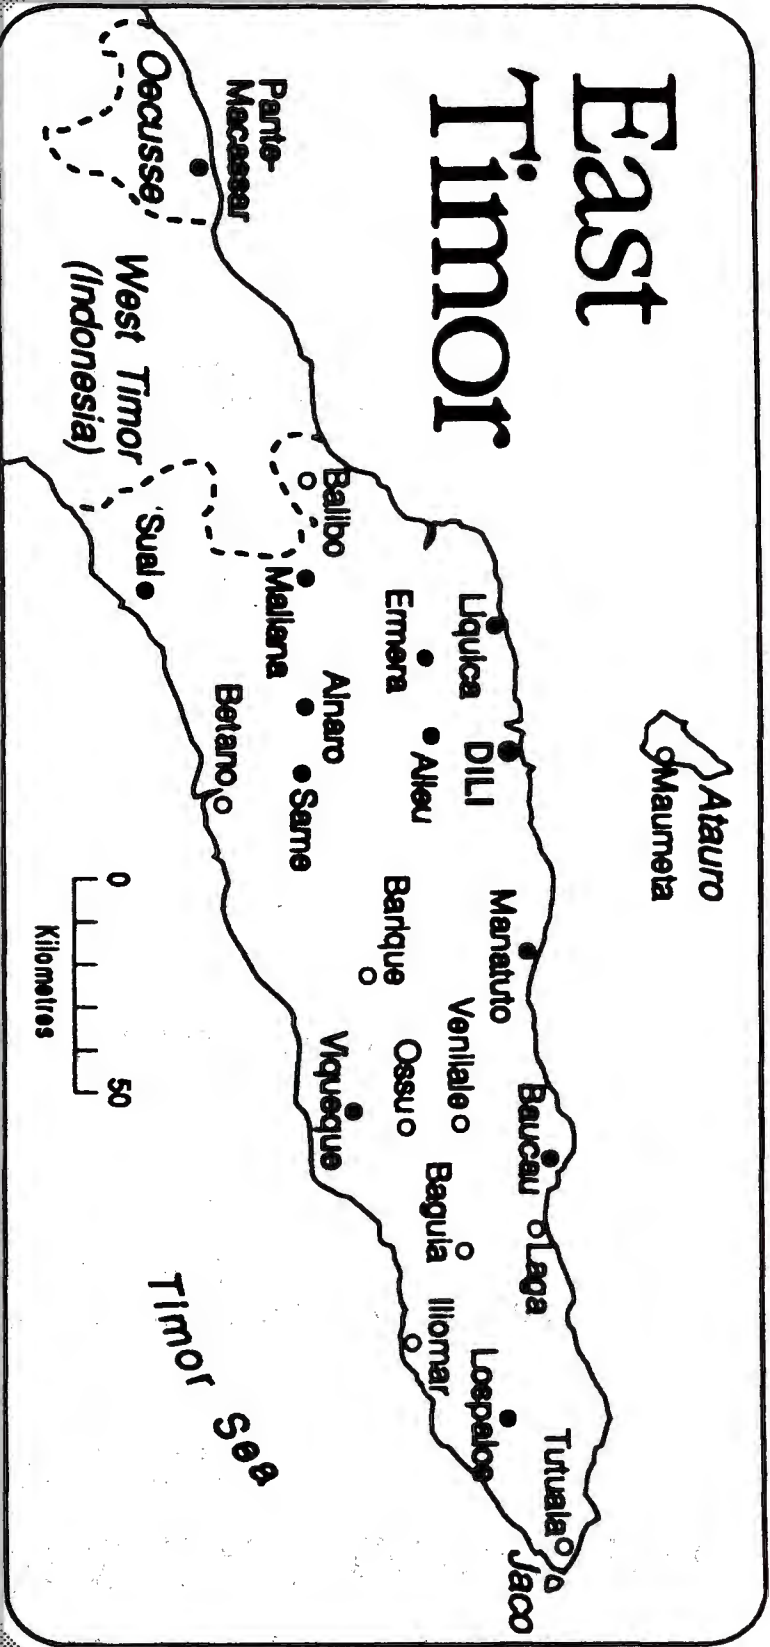 East
Timor
Atauro
Maumeta
Pante-
Macassar
Oecusse
West Timor
(Indonesia)
Balibo
'Suai
Maliana
Liquica
Ermera
DILI
Aileu
Ainaro
Same
Betano
Manatuto
Barique
Venilale
Ossu
Viqueque
Baucau
Laga
Baguia
Iliomar
Lospalos
Tutuala
Jaco
0
50
Kilometres
Timor Sea